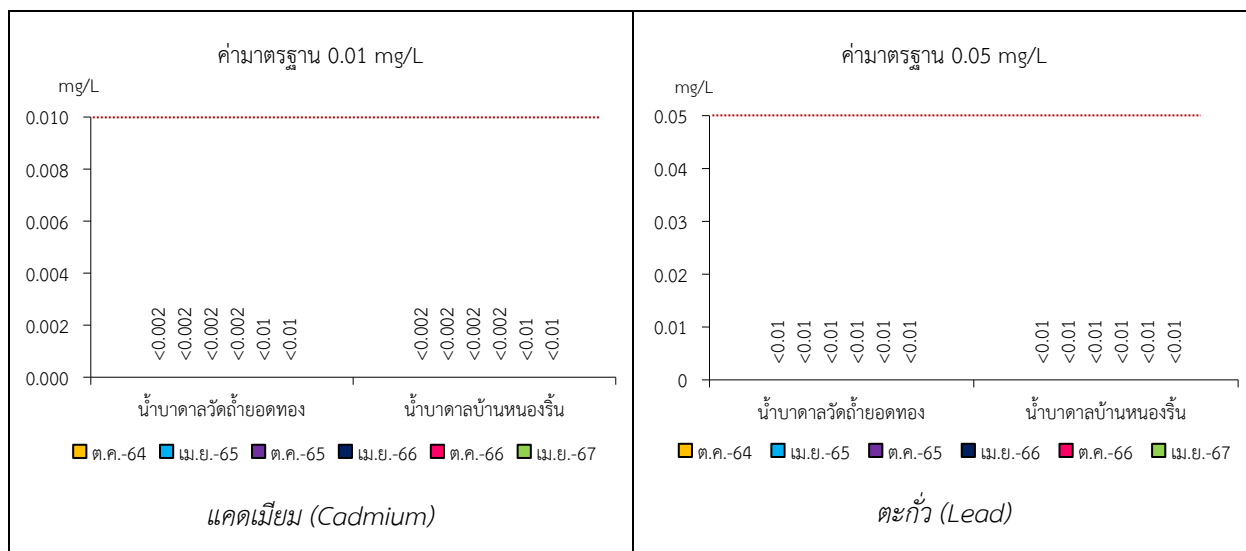 ค่ามาตรฐาน 0.01 mg/L
mg/L
0.010
0.008
0.006
0.004
0.002
0.000
<0.002 <0.002 <0.002 <0.002 <0.01 <0.01
<0.002 <0.002 <0.002 <0.002 <0.01 <0.01
น้ำบาดาลวัดถ้ำยอดทอง น้ำบาดาลบ้านหนองริ้น
ต.ค.-64 เม.ย.-65 ต.ค.-65 เม.ย.-66 ต.ค.-66 เม.ย.-67
แคดเมียม (Cadmium)
ค่ามาตรฐาน 0.05 mg/L
mg/L
0.05
0.04
0.03
0.02
0.01
0
<0.01 <0.01 <0.01 <0.01 <0.01 <0.01
<0.01 <0.01 <0.01 <0.01 <0.01 <0.01
น้ำบาดาลวัดถ้ำยอดทอง น้ำบาดาลบ้านหนองริ้น
ต.ค.-64 เม.ย.-65 ต.ค.-65 เม.ย.-66 ต.ค.-66 เม.ย.-67
ตะกั่ว (Lead)